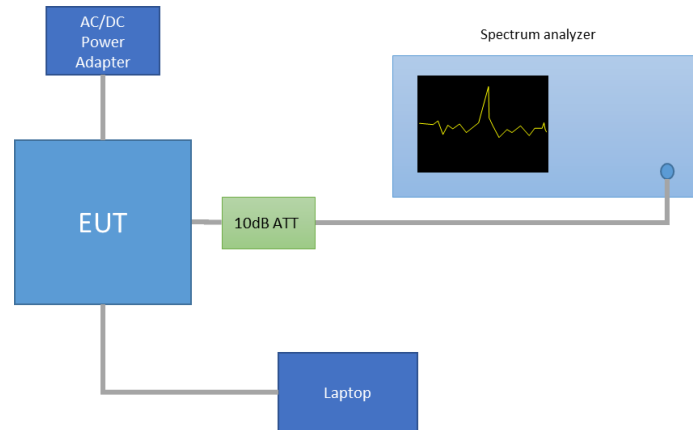 AC/DC
Power
Adapter
Spectrum analyzer
EUT
10dB ATT
Laptop